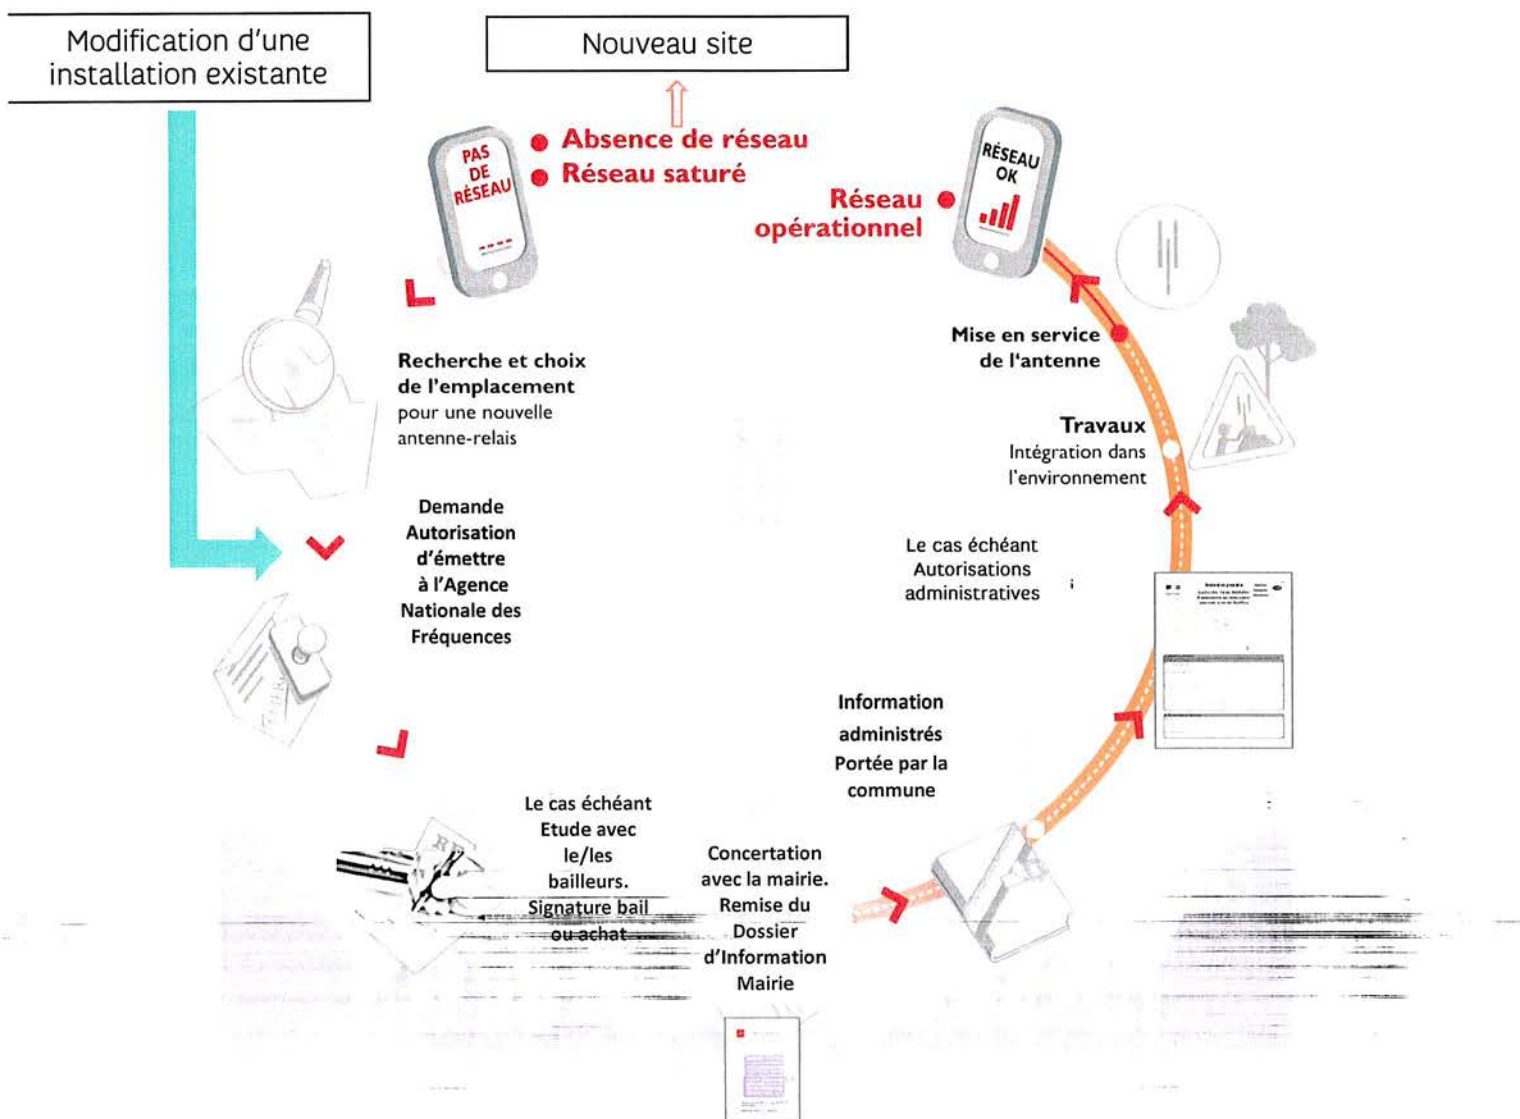 Modification d'une
installation existante
Nouveau site
Absence de réseau
Réseau saturé
PAS
DE
RÉSEAU
RÉSEAU
OK
Réseau
opérationnel
Recherche et choix
de l'emplacement
pour une nouvelle
antenne-relais
Demande
Autorisation
d'émettre
à l'Agence
Nationale des
Fréquences
Le cas échéant
Etude avec
le/les
bailleurs.
Signature bail
ou achat
Concertation
avec la mairie.
Remise du
Dossier
d'Information
Mairie
Information
administrés
Portée par la
commune
Le cas échéant
Autorisations
administratives
Travaux
Intégration dans
l'environnement
Mise en service
de l'antenne